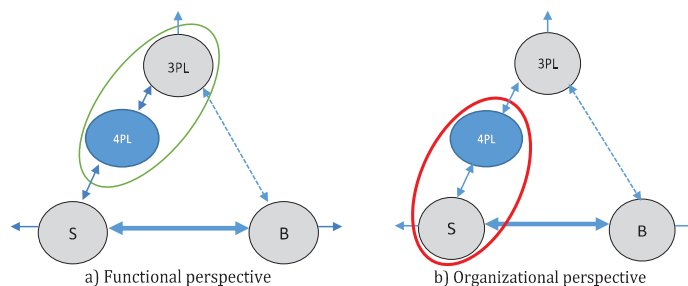 3PL
4PL
S
B
a) Functional perspective
3PL
4PL
S
B
b) Organizational perspective